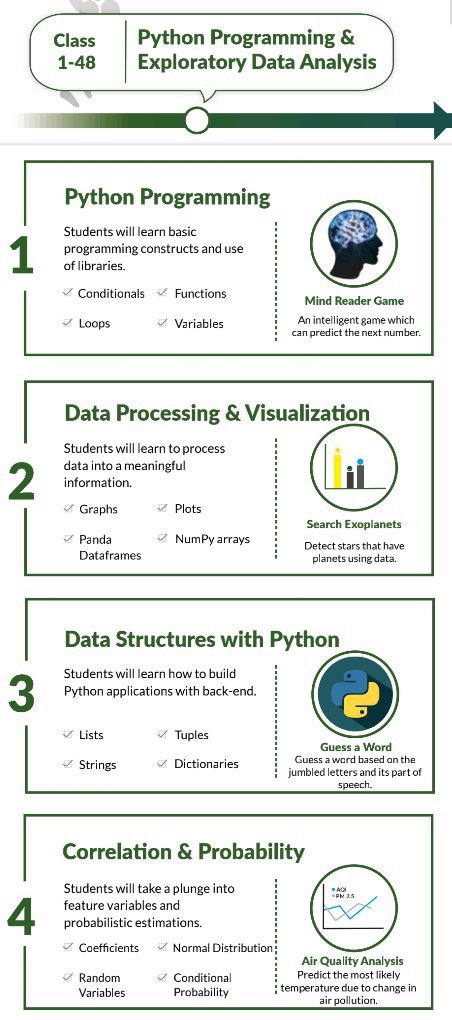 Class
1-48
Python Programming &
Exploratory Data Analysis
1
Python Programming
Students will learn basic
programming constructs and use
of libraries.
Conditionals
Functions
Loops
Variables
Mind Reader Game
An intelligent game which
can predict the next number.
2
Data Processing & Visualization
Students will learn to process
data into a meaningful
information.
Graphs
Plots
Panda
Dataframes
NumPy arrays
Search Exoplanets
Detect stars that have
planets using data.
3
Data Structures with Python
Students will learn how to build
Python applications with back-end.
Lists
Tuples
Strings
Dictionaries
Guess a Word
Guess a word based on the
jumbled letters and its part of
speech.
4
Correlation & Probability
Students will take a plunge into
feature variables and
probabilistic estimations.
Coefficients
Normal Distribution
Random
Variables
Conditional
Probability
AQI
PM 2.5
Air Quality Analysis
Predict the most likely
temperature due to change in
air pollution.